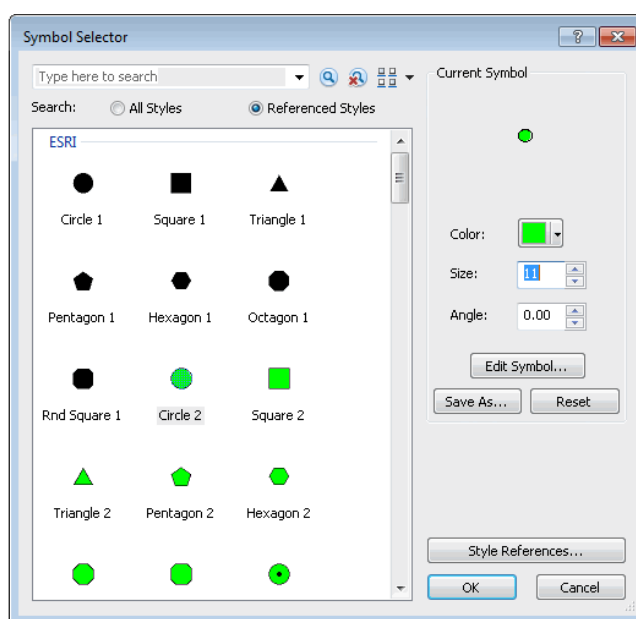 Symbol Selector
Type here to search
Search: All Styles Referenced Styles
ESRI
Circle 1 Square 1 Triangle 1
Pentagon 1 Hexagon 1 Octagon 1
Rnd Square 1 Circle 2 Square 2
Triangle 2 Pentagon 2 Hexagon 2
Current Symbol
Color:
Size: 11
Angle: 0.00
Edit Symbol...
Save As... Reset
Style References...
OK Cancel